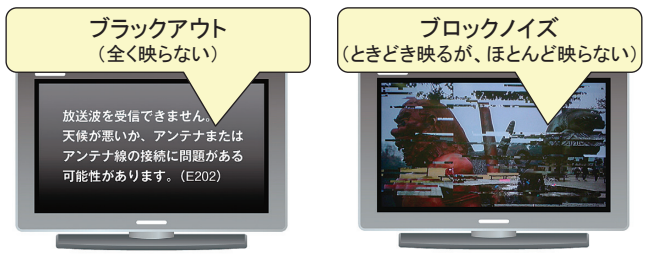 ブラックアウト
(全く映らない)
放送波を受信できません。
天候が悪いか、アンテナまたは
アンテナ線の接続に問題がある
可能性があります。(E202)
ブロックノイズ
(ときどき映るが、ほとんど映らない)